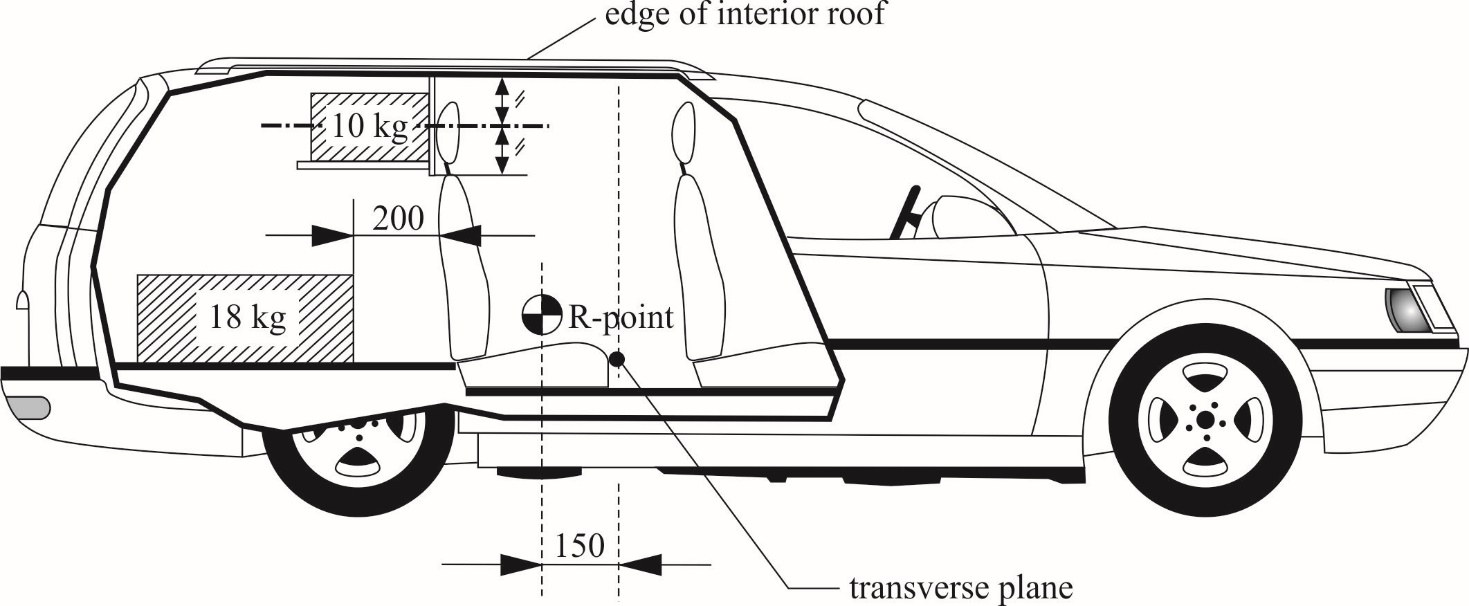 edge of interior roof
10 kg
200
18 kg
R-point
150
transverse plane